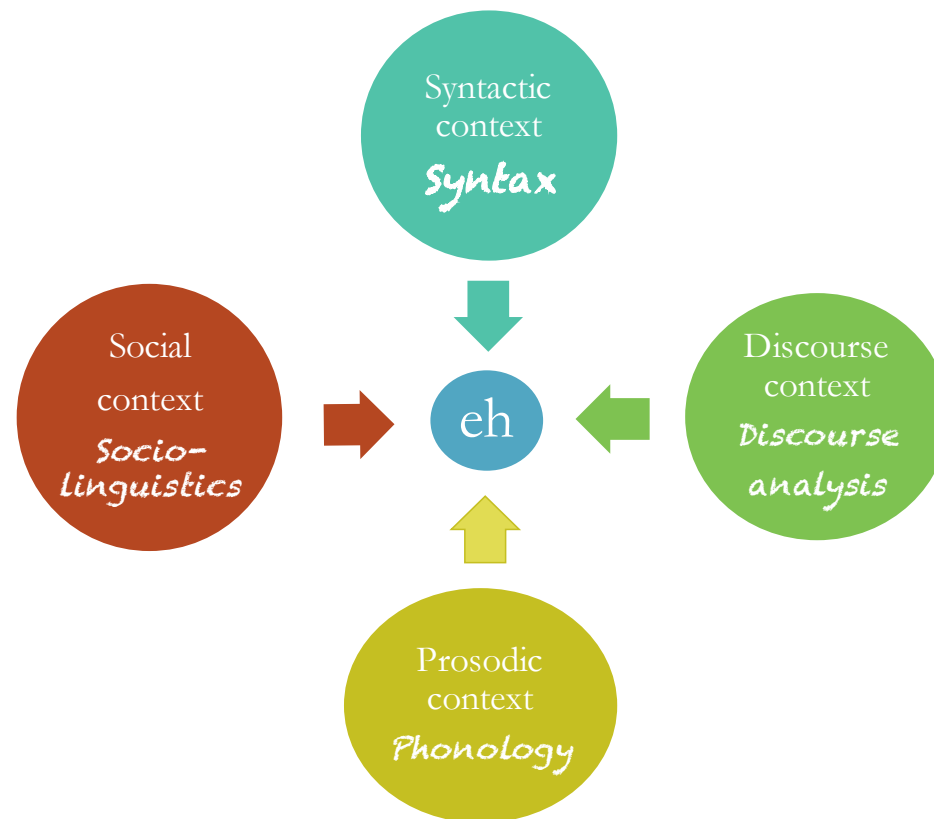 Syntactic
context
Syntax
Social
context
Socio-
linguistics
eh
Discourse
context
Discourse
analysis
Prosodic
context
Phonology